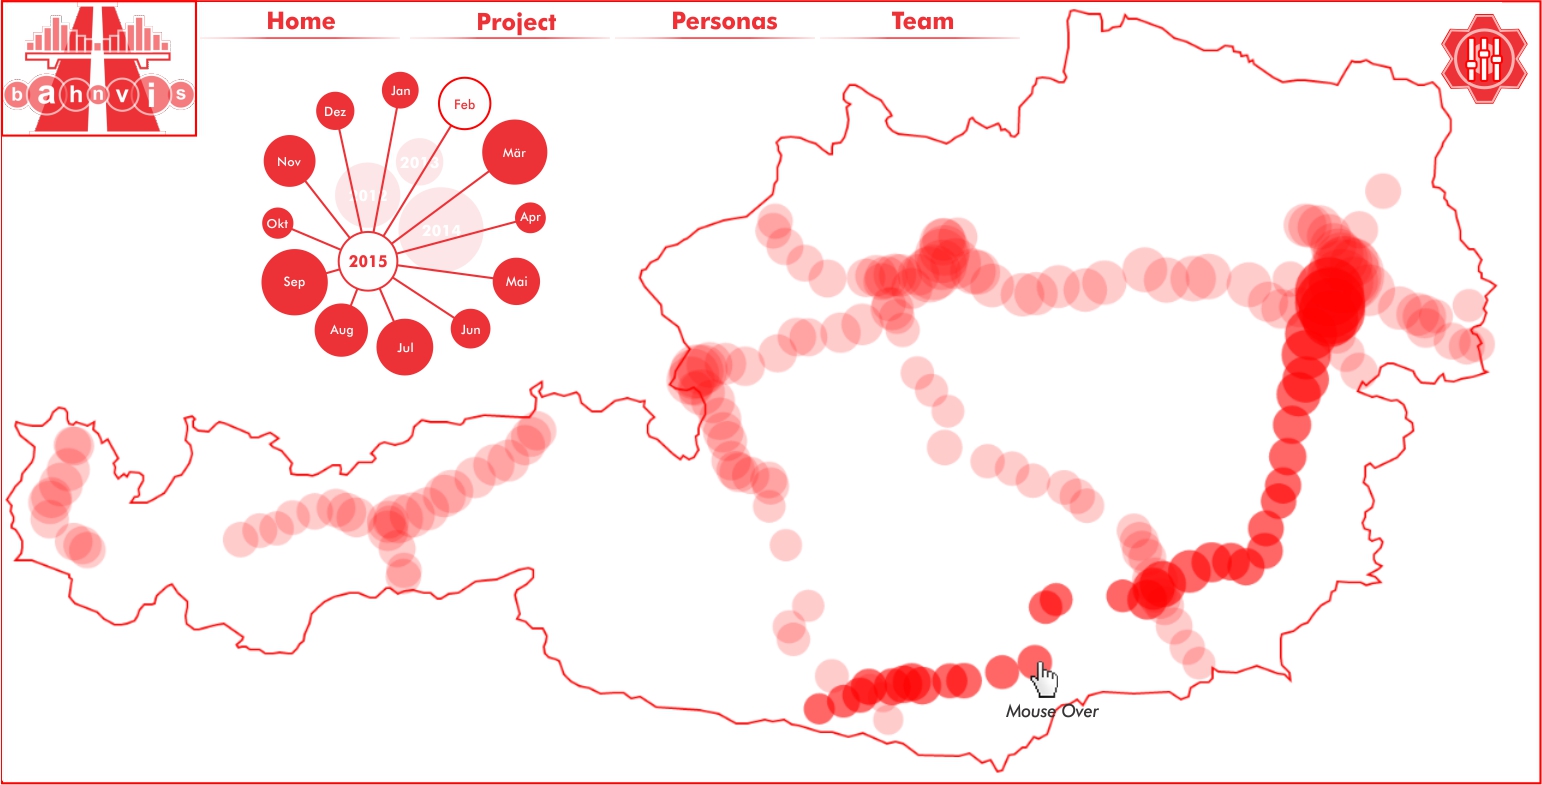 Home
Project
Personas
Team
bahnvis
Jan
Feb
Dez
Mär
Nov
2013
2012
Apr
Okt
2014
2015
Sep
Mai
Aug
Jun
Jul
Mouse Over